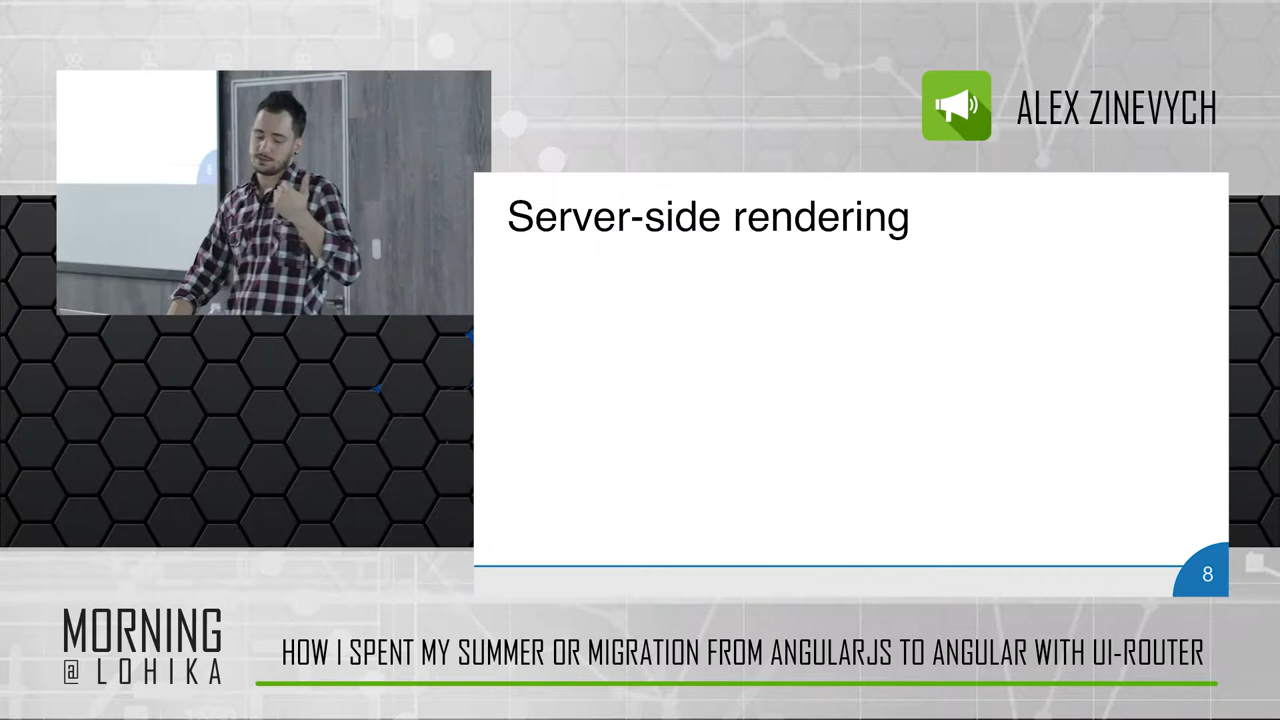 ALEX ZINEVYCH
Server-side rendering
8
MORNING
@ LOHIKA
HOW I SPENT MY SUMMER OR MIGRATION FROM ANGULARJS TO ANGULAR WITH UI-ROUTER